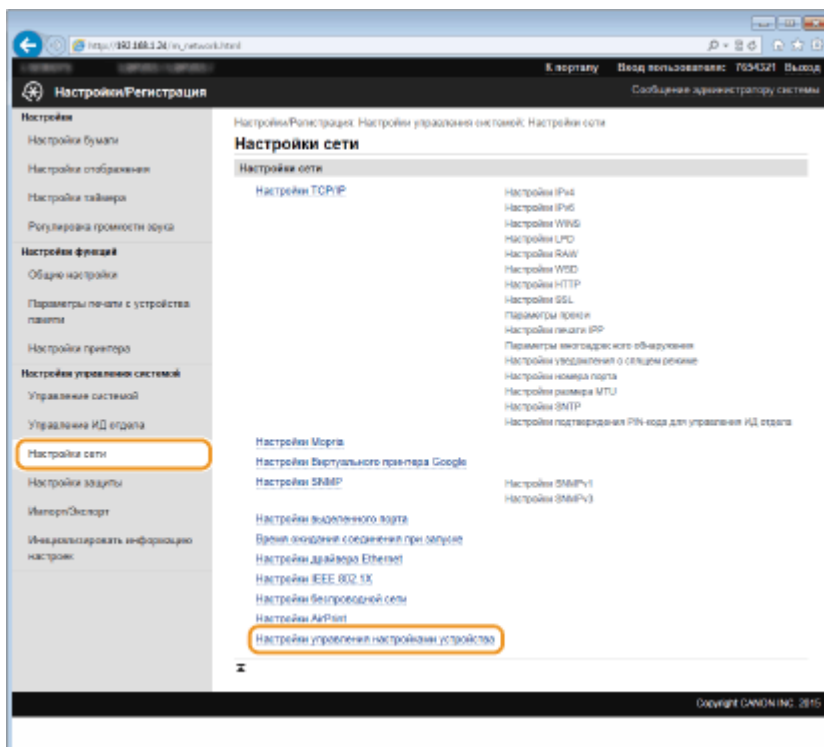 http://192.168.1.24/m_network.html
К порталу Вход пользователя: 7654321 Выход
Настройки/Регистрация
Сообщение администратору системы
Настройки
Настройки бумаги
Настройки отображения
Настройки таймера
Регулировка громкости звука
Настройки функций
Общие настройки
Параметры печати с устройства
памяти
Настройки принтера
Настройки управления системой
Управление системой
Управление ИД отдела
Настройки сети
Настройки защиты
Импорт/Экспорт
Инициализировать информацию
настроек
Настройки/Регистрация: Настройки управления системой: Настройки сети
Настройки сети
Настройки сети
Настройки TCP/IP
Настройки IPv4
Настройки IPv6
Настройки WINS
Настройки LPD
Настройки RAW
Настройки WSD
Настройки HTTP
Настройки SSL
Параметры прокси
Настройки печати IPP
Параметры многоадресного обнаружения
Настройки уведомления о спящем режиме
Настройки номера порта
Настройки размера MTU
Настройки SNTP
Настройки подтверждения PIN-кода для управления ИД отдела
Настройки Mopria
Настройки Виртуального принтера Google
Настройки SNMP
Настройки SNMPv1
Настройки SNMPv3
Настройки выделенного порта
Время ожидания соединения при запуске
Настройки драйвера Ethernet
Настройки IEEE 802.1X
Настройки беспроводной сети
Настройки AirPrint
Настройки управления настройками устройства
Copyright CANON INC. 2015